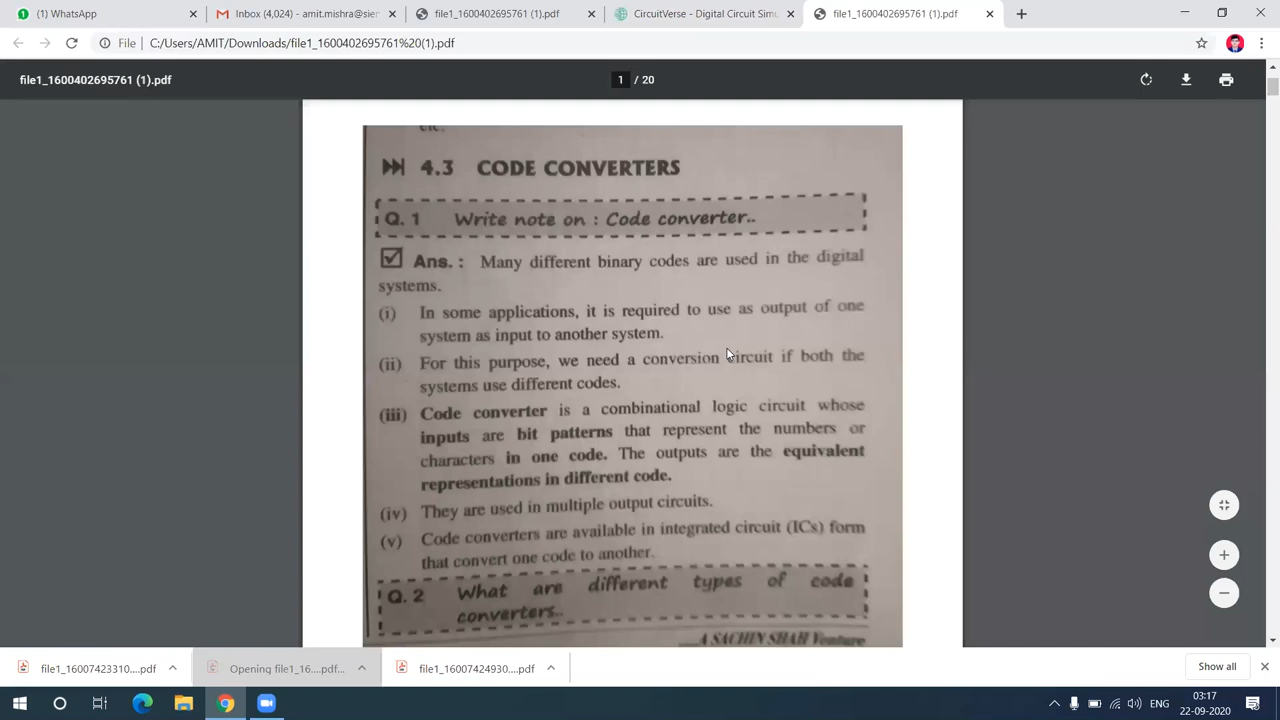 WhatsApp
Inbox (4,024) - amit.mishra@sier
file1_1600402695761 (1).pdf
CircuitVerse - Digital Circuit Simu
file1_1600402695761 (1).pdf
File
C:/Users/AMIT/Downloads/file1_1600402695761%20(1).pdf
file1_1600402695761 (1).pdf
1 / 20
etc.
4.3 CODE CONVERTERS
Q. 1 Write note on : Code converter..
Ans. : Many different binary codes are used in the digital
systems.
(i) In some applications, it is required to use as output of one
system as input to another system.
(ii) For this purpose, we need a conversion circuit if both the
systems use different codes.
(iii) Code converter is a combinational logic circuit whose
inputs are bit patterns that represent the numbers or
characters in one code. The outputs are the equivalent
representations in different code.
(iv) They are used in multiple output circuits.
(v) Code converters are available in integrated circuit (ICs) form
that convert one code to another.
Q. 2 What are different types of code
converters..
...A SACHIN SHAH Venture
file1_16007423310....pdf
Opening file1_16....pdf...
file1_16007424930....pdf
Show all
ENG
03:17
22-09-2020